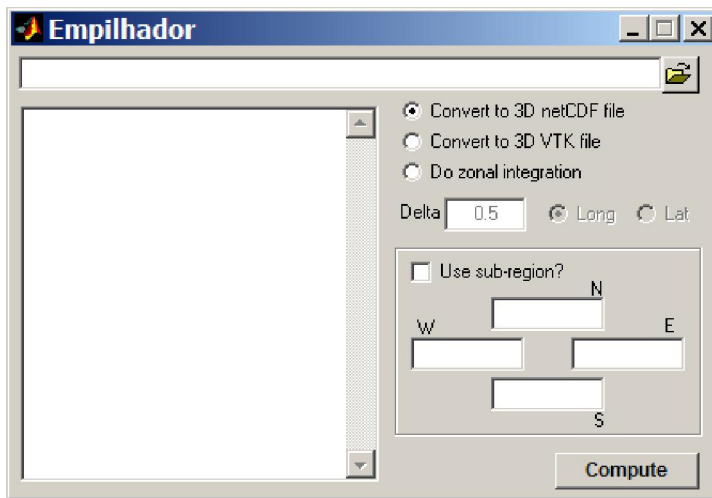 Empilhador
Convert to 3D netCDF file
Convert to 3D VTK file
Do zonal integration
Delta 0.5 Long Lat
Use sub-region?
N
W E
S
Compute